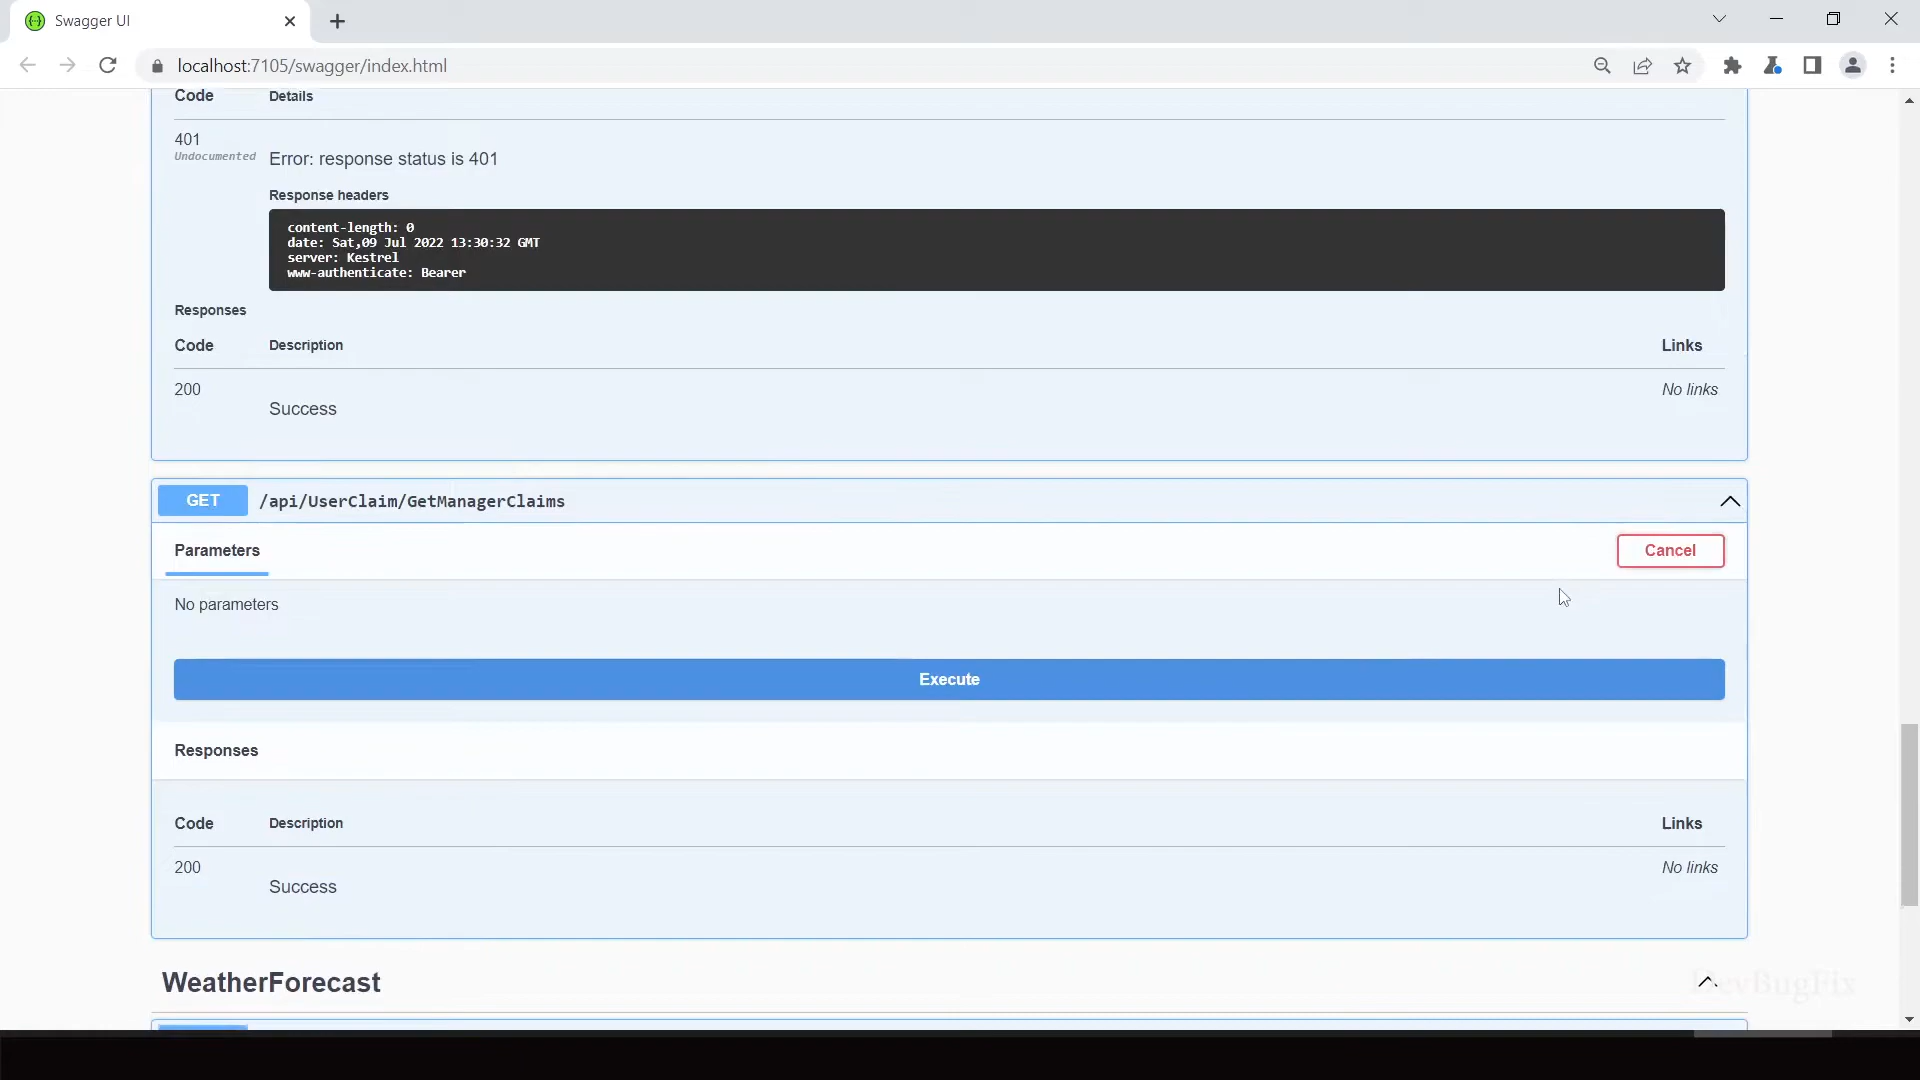 Swagger UI
localhost:7105/swagger/index.html
Code Details
401
Undocumented
Error: response status is 401
Response headers
content-length: 0
date: Sat,09 Jul 2022 13:30:32 GMT
server: Kestrel
www-authenticate: Bearer
Responses
Code Description Links
200 No links
Success
GET /api/UserClaim/GetManagerClaims
Parameters Cancel
No parameters
Execute
Responses
Code Description Links
200 No links
Success
WeatherForecast
DevBugFix